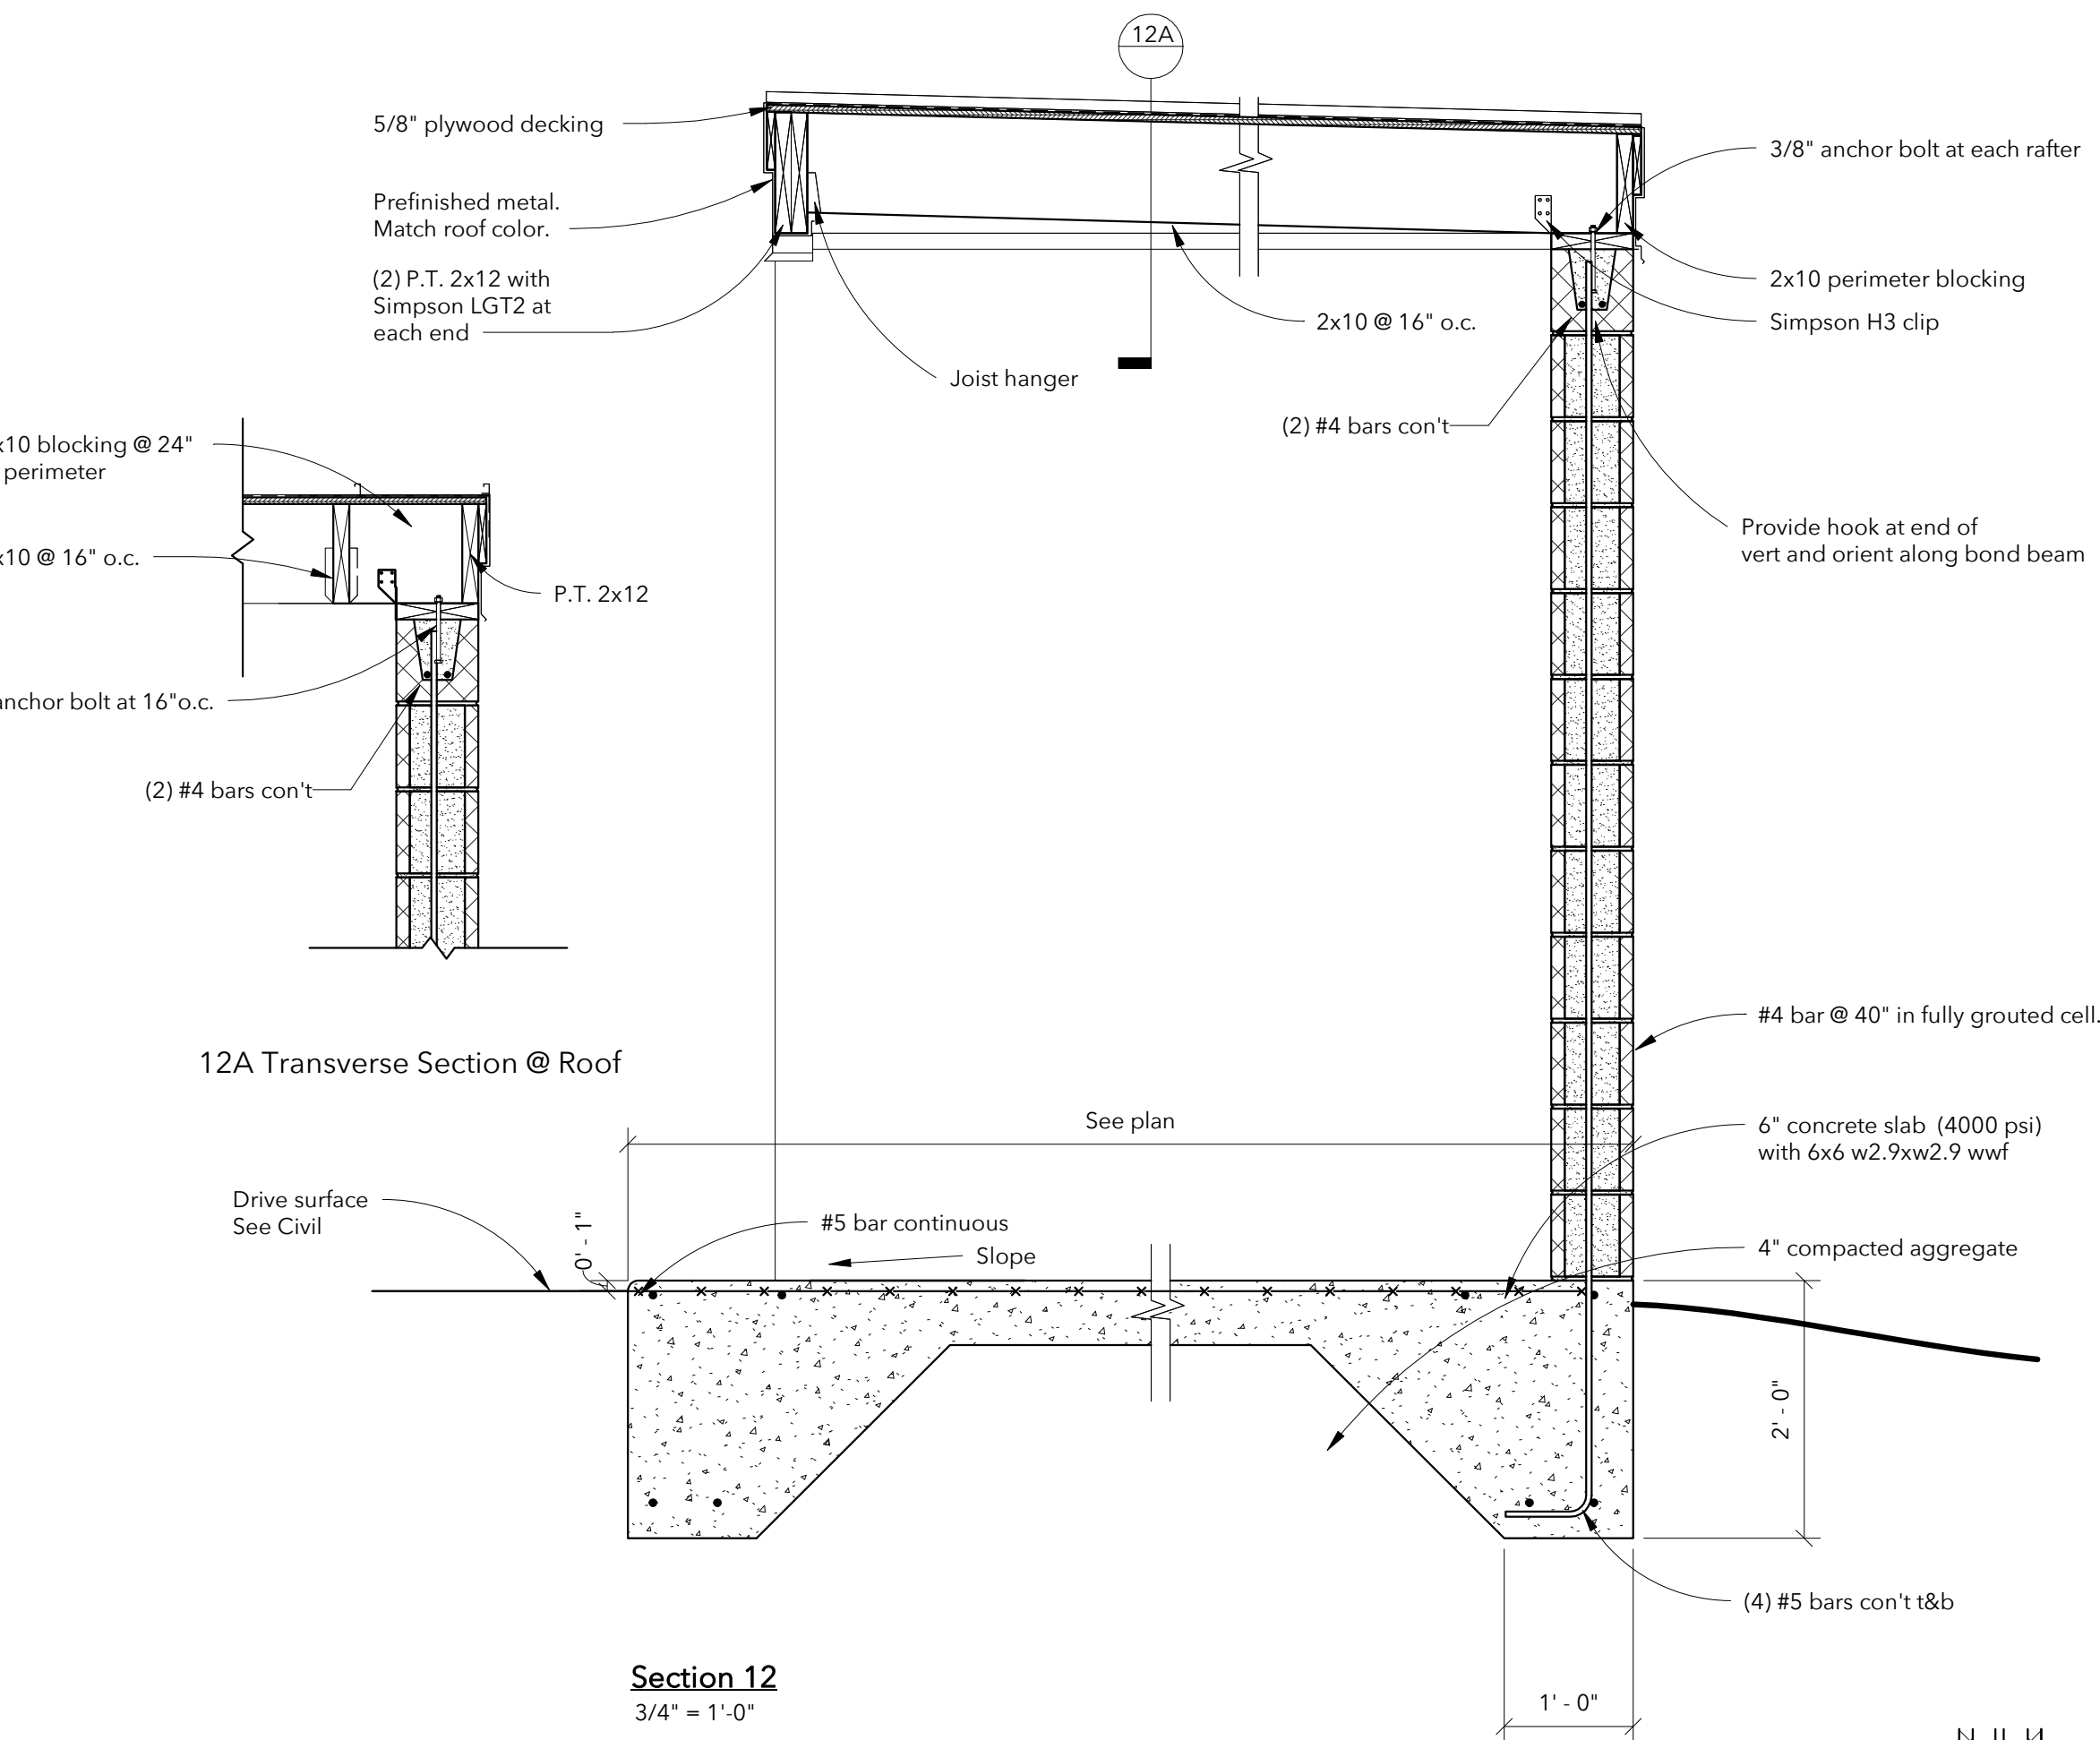 12A
5/8" plywood decking
Prefinished metal.
Match roof color.
(2) P.T. 2x12 with
Simpson LGT2 at
each end
Joist hanger
2x10 @ 16" o.c.
(2) #4 bars con't
3/8" anchor bolt at each rafter
2x10 perimeter blocking
Simpson H3 clip
Provide hook at end of
vert and orient along bond beam
x10 blocking @ 24"
perimeter
x10 @ 16" o.c.
P.T. 2x12
anchor bolt at 16"o.c.
(2) #4 bars con't
12A Transverse Section @ Roof
#4 bar @ 40" in fully grouted cell.
See plan
6" concrete slab (4000 psi)
with 6x6 w2.9xw2.9 wwf
Drive surface
See Civil
0' - 1"
#5 bar continuous
Slope
4" compacted aggregate
2' - 0"
(4) #5 bars con't t&b
1' - 0"
Section 12
3/4" = 1'-0"